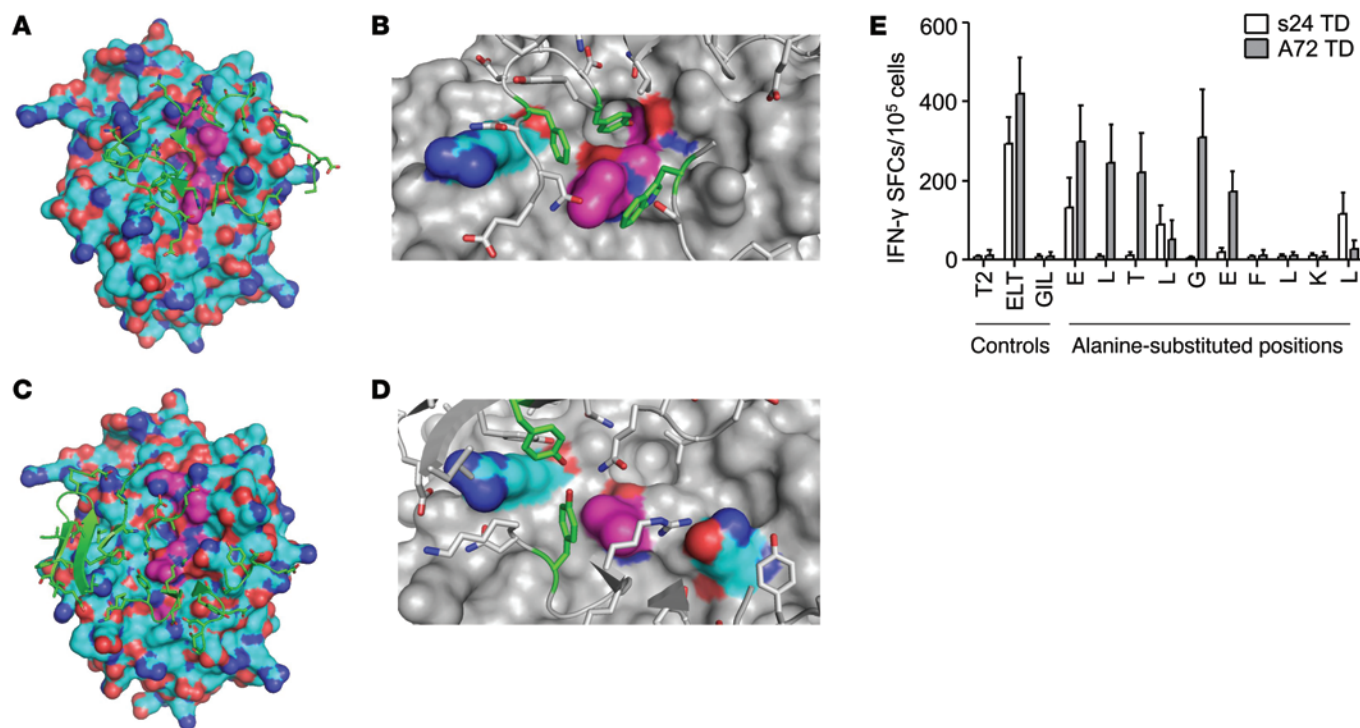 A
B
E
600
400
200
0
IFN-γ SFCs/10⁵ cells
s24 TD
A72 TD
T2
ELT
GIL
E
L
T
L
G
E
F
L
K
L
Controls
Alanine-substituted positions
C
D